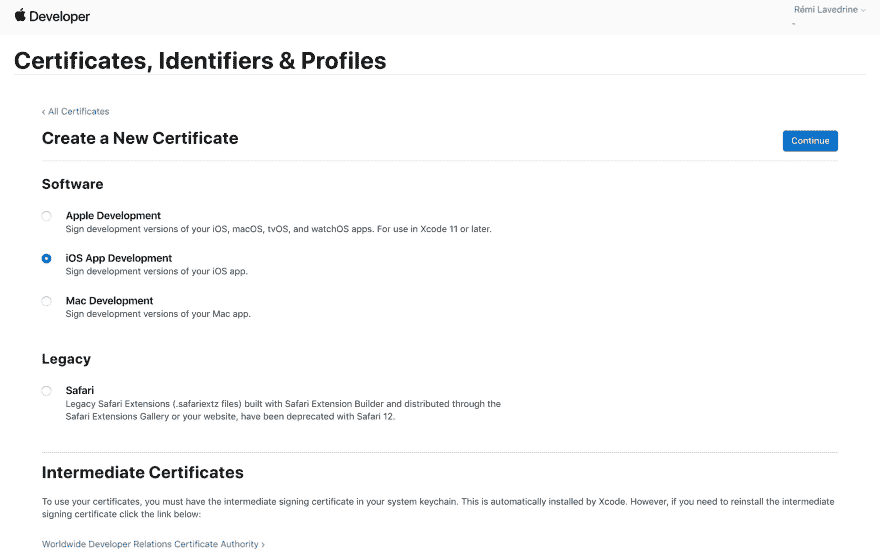 Developer
Rémi Lavedrine
-
Certificates, Identifiers & Profiles
‹ All Certificates
Create a New Certificate
Continue
Software
Apple Development
Sign development versions of your iOS, macOS, tvOS, and watchOS apps. For use in Xcode 11 or later.
iOS App Development
Sign development versions of your iOS app.
Mac Development
Sign development versions of your Mac app.
Legacy
Safari
Legacy Safari Extensions (.safariextz files) built with Safari Extension Builder and distributed through the
Safari Extensions Gallery or your website, have been deprecated with Safari 12.
Intermediate Certificates
To use your certificates, you must have the intermediate signing certificate in your system keychain. This is automatically installed by Xcode. However, if you need to reinstall the intermediate
signing certificate click the link below:
Worldwide Developer Relations Certificate Authority ›